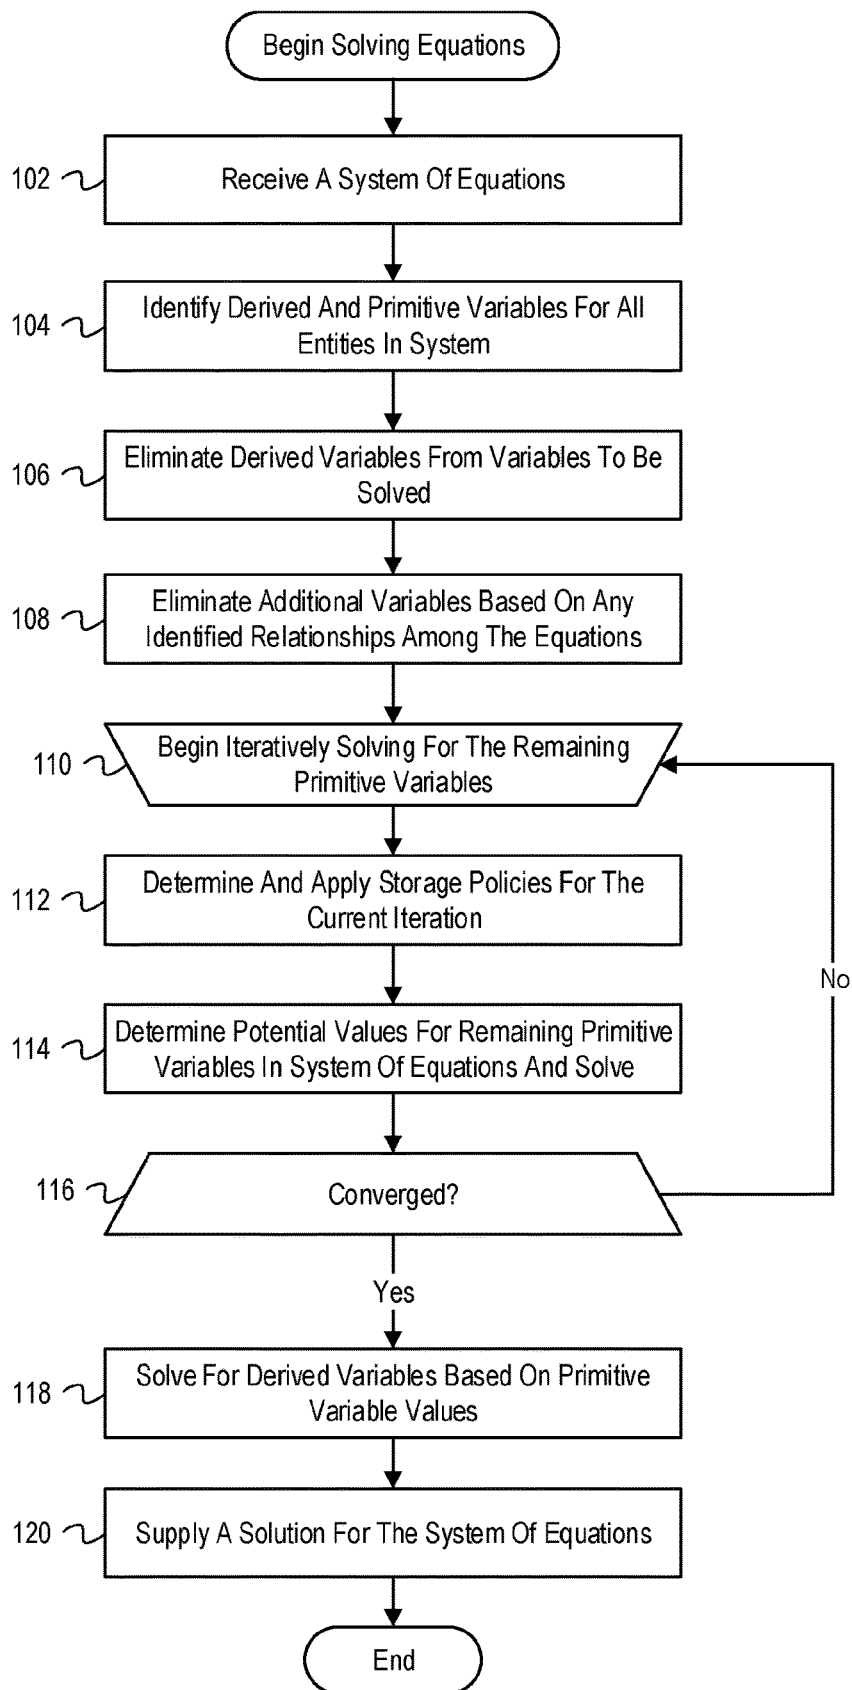 Begin Solving Equations
102
Receive A System Of Equations
104
Identify Derived And Primitive Variables For All
Entities In System
106
Eliminate Derived Variables From Variables To Be
Solved
108
Eliminate Additional Variables Based On Any
Identified Relationships Among The Equations
110
Begin Iteratively Solving For The Remaining
Primitive Variables
112
Determine And Apply Storage Policies For The
Current Iteration
No
114
Determine Potential Values For Remaining Primitive
Variables In System Of Equations And Solve
116
Converged?
Yes
118
Solve For Derived Variables Based On Primitive
Variable Values
120
Supply A Solution For The System Of Equations
End